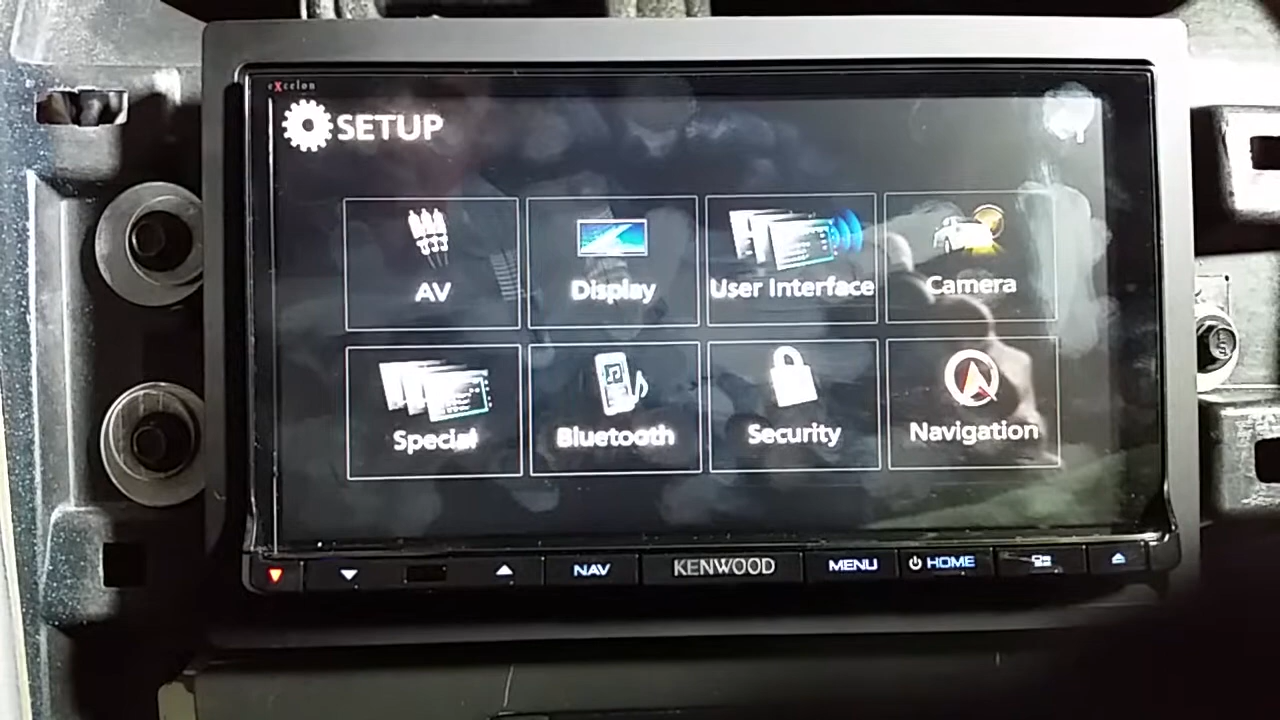 eXcelon
SETUP
AV
Display
User Interface
Camera
Special
Bluetooth
Security
Navigation
NAV
KENWOOD
MENU
HOME